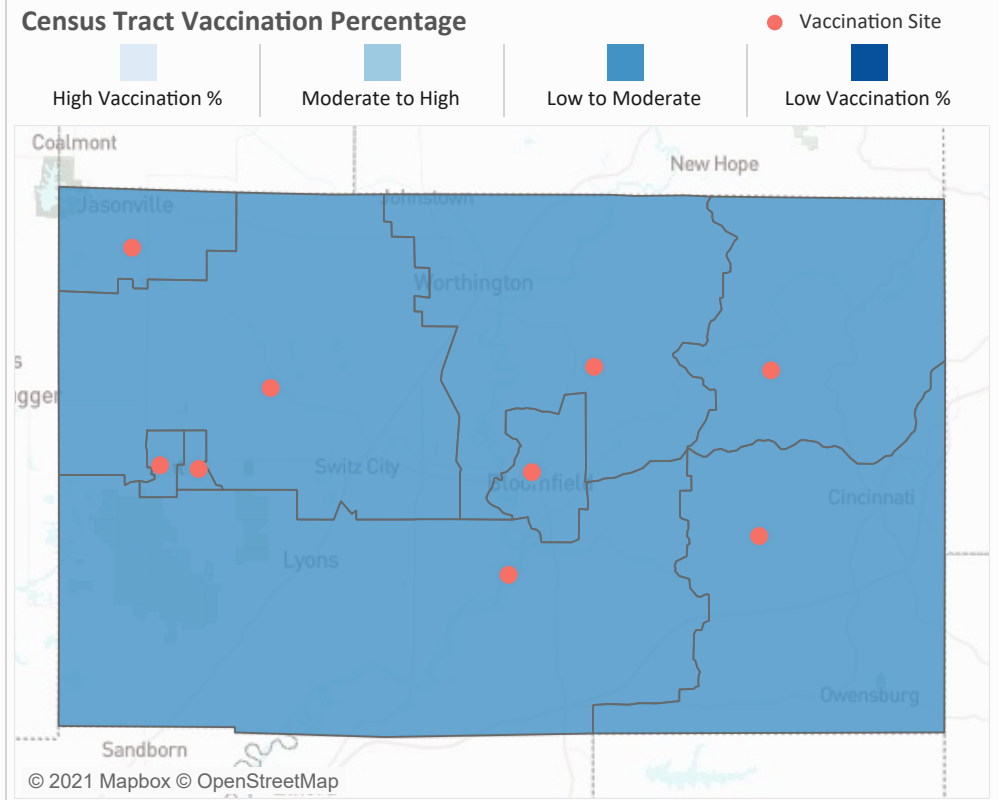 Census Tract Vaccination Percentage
Vaccination Site
High Vaccination %
Moderate to High
Low to Moderate
Low Vaccination %
Coalmont
New Hope
Jasonville
Johnstown
Worthington
Switz City
Bloomfield
Cincinnati
Lyons
Owensburg
Sandborn
© 2021 Mapbox © OpenStreetMap